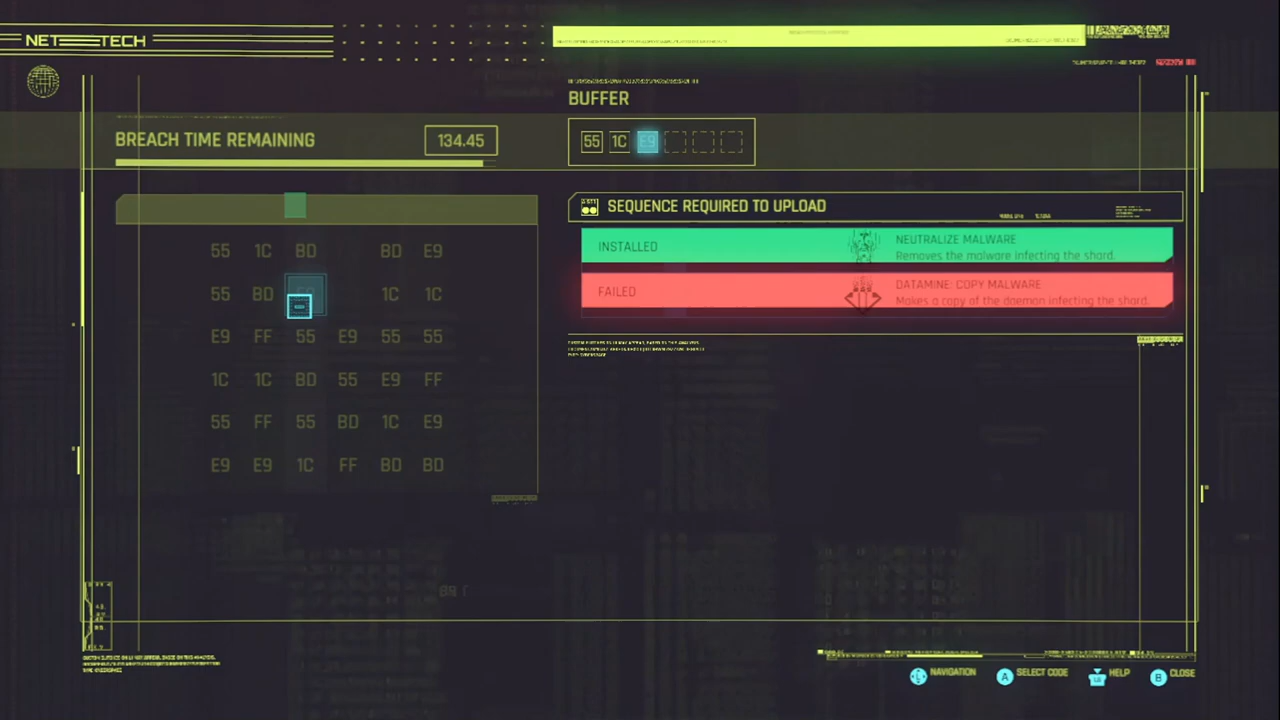 NET TECH
BUFFER
BREACH TIME REMAINING 134.45
55 1C E9
SEQUENCE REQUIRED TO UPLOAD
INSTALLED
NEUTRALIZE MALWARE
Removes the malware infecting the shard.
FAILED
DATAMINE: COPY MALWARE
Makes a copy of the daemon infecting the shard.
55 1C BD BD E9
55 BD E9 1C 1C
E9 FF 55 E9 55 55
1C 1C BD 55 E9 FF
55 FF 55 BD 1C E9
E9 E9 1C FF BD BD
L NAVIGATION A SELECT CODE HELP B CLOSE